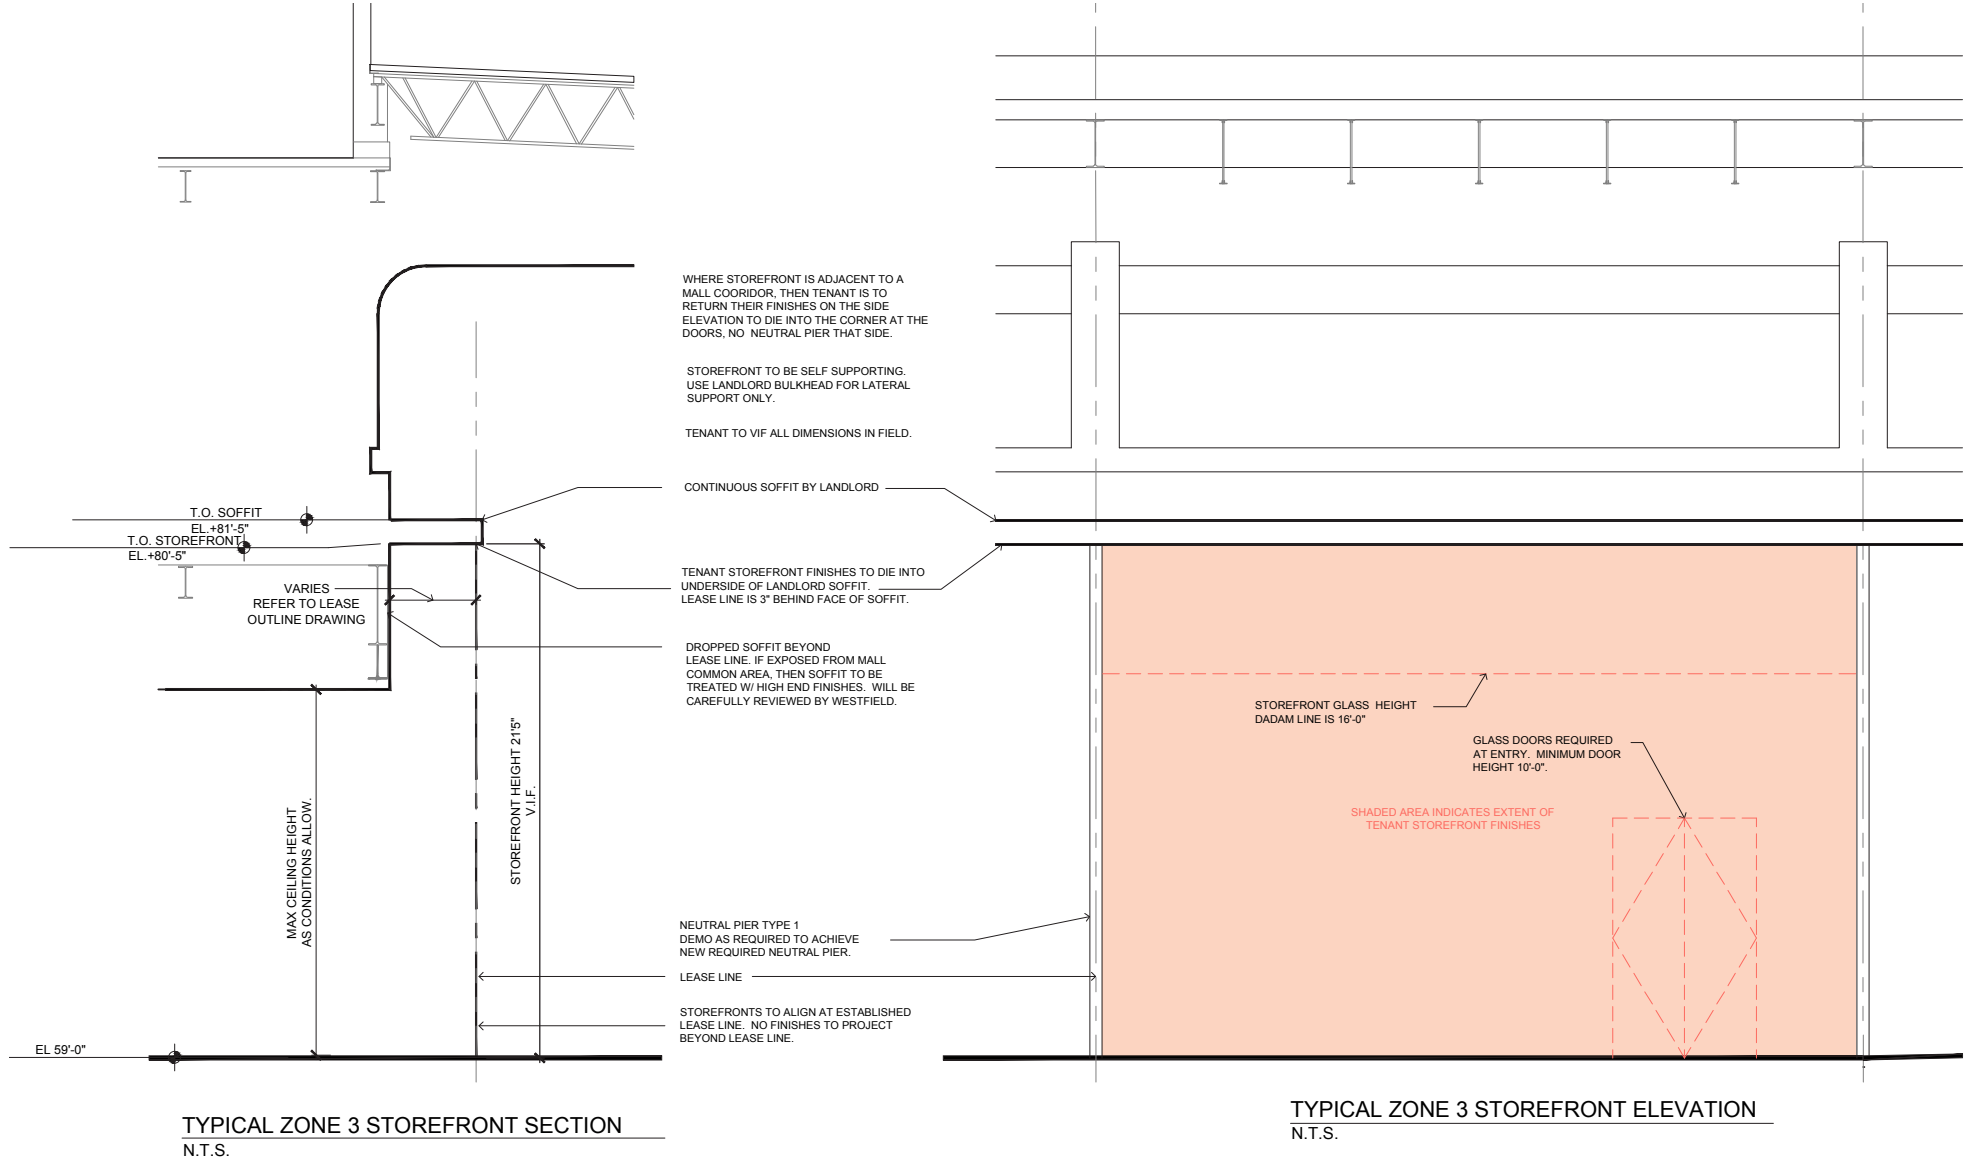 WHERE STOREFRONT IS ADJACENT TO A
MALL COORIDOR, THEN TENANT IS TO
RETURN THEIR FINISHES ON THE SIDE
ELEVATION TO DIE INTO THE CORNER AT THE
DOORS, NO NEUTRAL PIER THAT SIDE.
STOREFRONT TO BE SELF SUPPORTING.
USE LANDLORD BULKHEAD FOR LATERAL
SUPPORT ONLY.
TENANT TO VIF ALL DIMENSIONS IN FIELD.
CONTINUOUS SOFFIT BY LANDLORD
T.O. SOFFIT
EL.+81'-5"
T.O. STOREFRONT
EL.+80'-5"
VARIES
REFER TO LEASE
OUTLINE DRAWING
TENANT STOREFRONT FINISHES TO DIE INTO
UNDERSIDE OF LANDLORD SOFFIT.
LEASE LINE IS 3" BEHIND FACE OF SOFFIT.
DROPPED SOFFIT BEYOND
LEASE LINE. IF EXPOSED FROM MALL
COMMON AREA, THEN SOFFIT TO BE
TREATED W/ HIGH END FINISHES. WILL BE
CAREFULLY REVIEWED BY WESTFIELD.
STOREFRONT HEIGHT 21'5"
V.I.F.
MAX CEILING HEIGHT
AS CONDITIONS ALLOW.
STOREFRONT GLASS HEIGHT
DADAM LINE IS 16'-0"
GLASS DOORS REQUIRED
AT ENTRY. MINIMUM DOOR
HEIGHT 10'-0".
SHADED AREA INDICATES EXTENT OF
TENANT STOREFRONT FINISHES
NEUTRAL PIER TYPE 1
DEMO AS REQUIRED TO ACHIEVE
NEW REQUIRED NEUTRAL PIER.
LEASE LINE
STOREFRONTS TO ALIGN AT ESTABLISHED
LEASE LINE. NO FINISHES TO PROJECT
BEYOND LEASE LINE.
EL 59'-0"
TYPICAL ZONE 3 STOREFRONT SECTION
N.T.S.
TYPICAL ZONE 3 STOREFRONT ELEVATION
N.T.S.